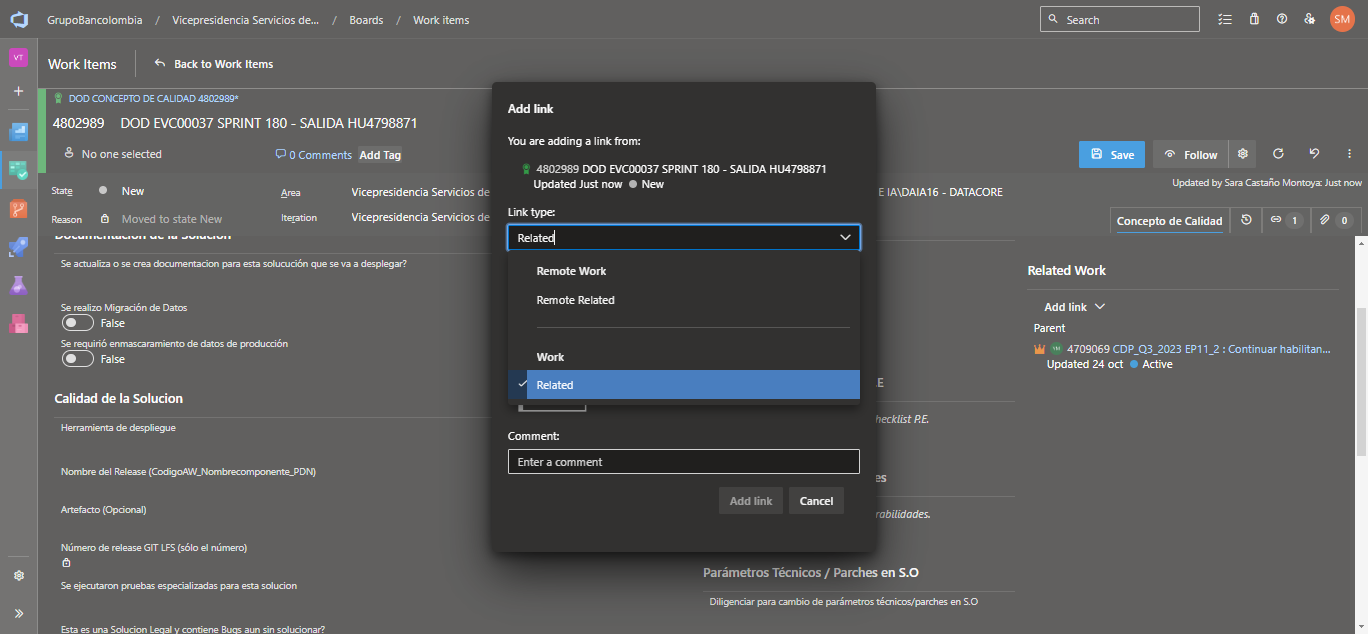 GrupoBancolombia / Vicepresidencia Servicios de... / Boards / Work items
Search
SM
VT
Work Items
Back to Work Items
DOD CONCEPTO DE CALIDAD 4802989*
4802989 DOD EVC00037 SPRINT 180 - SALIDA HU4798871
No one selected
0 Comments
Add Tag
Save
Follow
State
New
Area
Vicepresidencia Servicios de
E IA\DAIA16 - DATACORE
Updated by Sara Castaño Montoya: Just now
Reason
Moved to state New
Iteration
Vicepresidencia Servicios de
Concepto de Calidad
1
0
Documentacion de la Solucion
Se actualiza o se crea documentacion para esta solucución que se va a desplegar?
Se realizo Migración de Datos
False
Se requirió enmascaramiento de datos de producción
False
Calidad de la Solucion
Herramienta de despliegue
Nombre del Release (CodigoAW_Nombrecomponente_PDN)
Artefacto (Opcional)
Número de release GIT LFS (sólo el número)
Se ejecutaron pruebas especializadas para esta solucion
Esta es una Solucion Legal y contiene Bugs aun sin solucionar?
Add link
You are adding a link from:
4802989 DOD EVC00037 SPRINT 180 - SALIDA HU4798871
Updated Just now
New
Link type:
Related
Remote Work
Remote Related
Work
Related
Comment:
Enter a comment
Add link
Cancel
E
hecklist P.E.
es
rabilidades.
Parámetros Técnicos / Parches en S.O
Diligenciar para cambio de parámetros técnicos/parches en S.O
Related Work
Add link
Parent
4709069 CDP_Q3_2023 EP11_2 : Continuar habilitan...
Updated 24 oct
Active